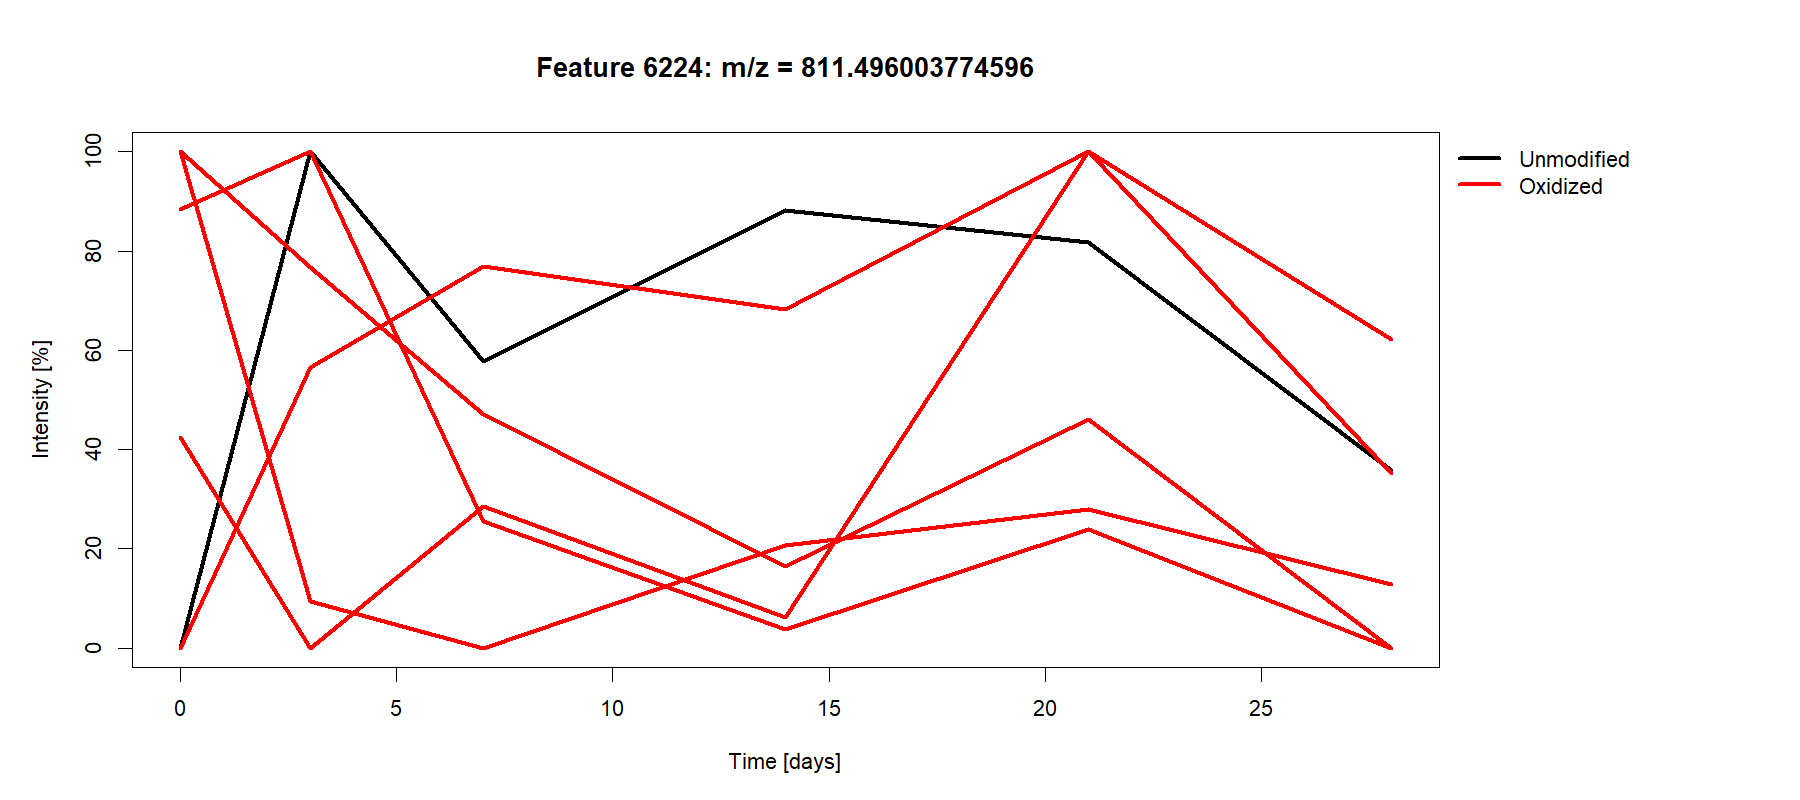 Feature 6224: m/z = 811.496003774596
Unmodified
Oxidized
Intensity [%]
100
80
60
40
20
0
0 5 10 15 20 25
Time [days]